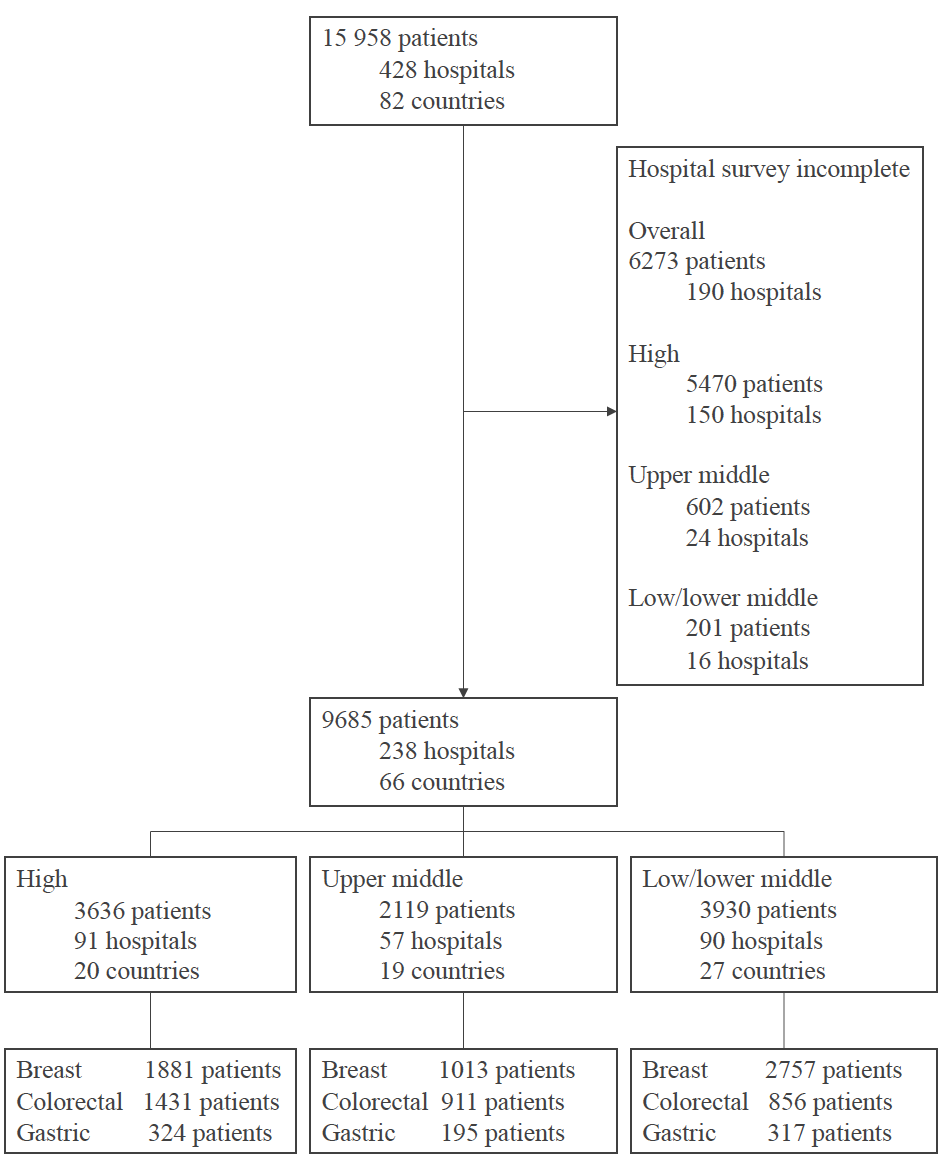 15 958 patients
428 hospitals
82 countries
Hospital survey incomplete
Overall
6273 patients
190 hospitals
High
5470 patients
150 hospitals
Upper middle
602 patients
24 hospitals
Low/lower middle
201 patients
16 hospitals
9685 patients
238 hospitals
66 countries
High
3636 patients
91 hospitals
20 countries
Upper middle
2119 patients
57 hospitals
19 countries
Low/lower middle
3930 patients
90 hospitals
27 countries
Breast 1881 patients
Colorectal 1431 patients
Gastric 324 patients
Breast 1013 patients
Colorectal 911 patients
Gastric 195 patients
Breast 2757 patients
Colorectal 856 patients
Gastric 317 patients